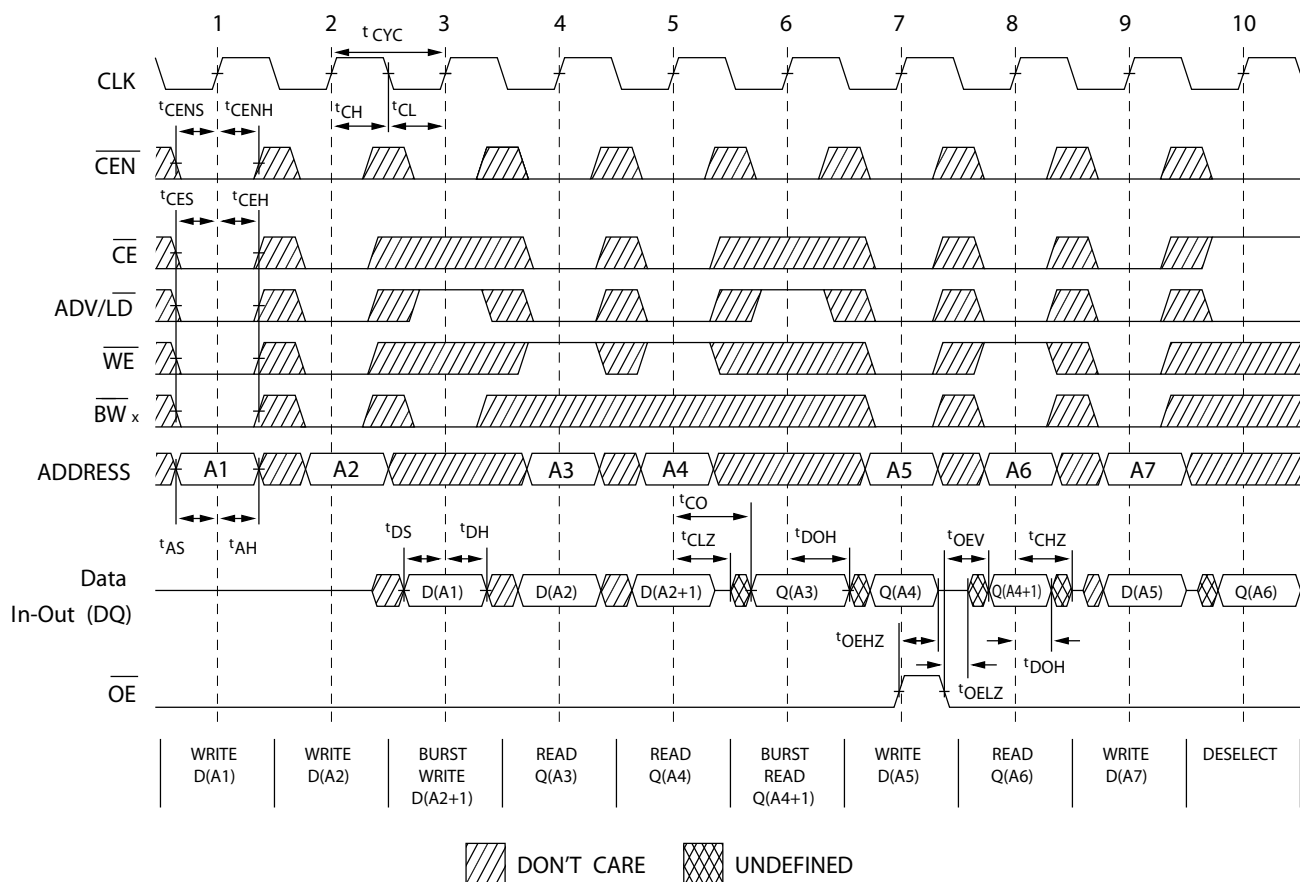 1 2 3 4 5 6 7 8 9 10
tCYC
CLK
tCENS tCENH tCH tCL
CEN
tCES tCEH
CE
ADV/LD
WE
BWx
ADDRESS A1 A2 A3 A4 A5 A6 A7
tCO
tAS tAH tDS tDH tCLZ tDOH tOEV tCHZ
Data
In-Out (DQ)
D(A1) D(A2) D(A2+1) Q(A3) Q(A4) Q(A4+1) D(A5) Q(A6)
tOEHZ tDOH
tOELZ
OE
WRITE
D(A1)
WRITE
D(A2)
BURST
WRITE
D(A2+1)
READ
Q(A3)
READ
Q(A4)
BURST
READ
Q(A4+1)
WRITE
D(A5)
READ
Q(A6)
WRITE
D(A7)
DESELECT
DON'T CARE UNDEFINED